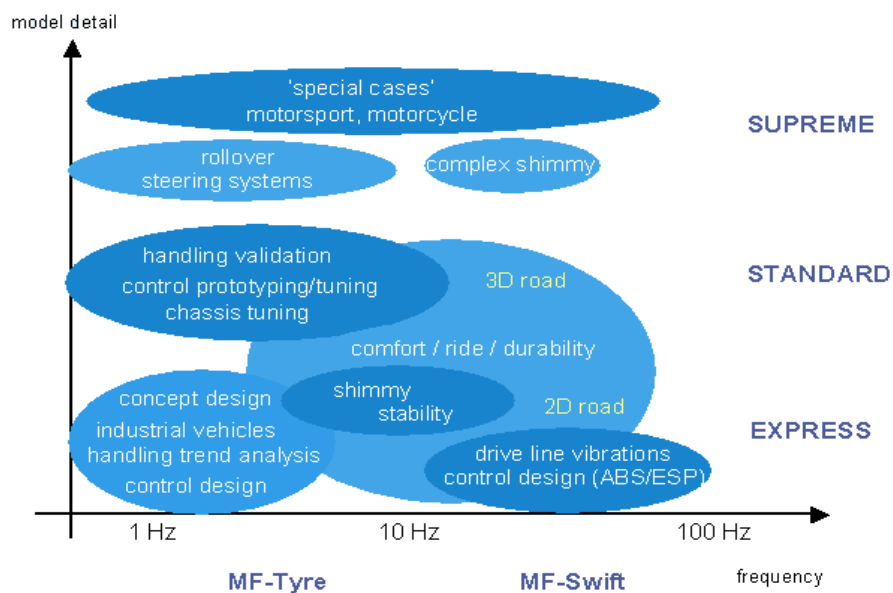 model detail
'special cases'
motorsport, motorcycle
SUPREME
rollover
steering systems
complex shimmy
handling validation
control prototyping/tuning
chassis tuning
3D road
STANDARD
comfort / ride / durability
concept design
industrial vehicles
handling trend analysis
control design
shimmy
stability
2D road
EXPRESS
drive line vibrations
control design (ABS/ESP)
1 Hz
10 Hz
100 Hz
MF-Tyre
MF-Swift
frequency